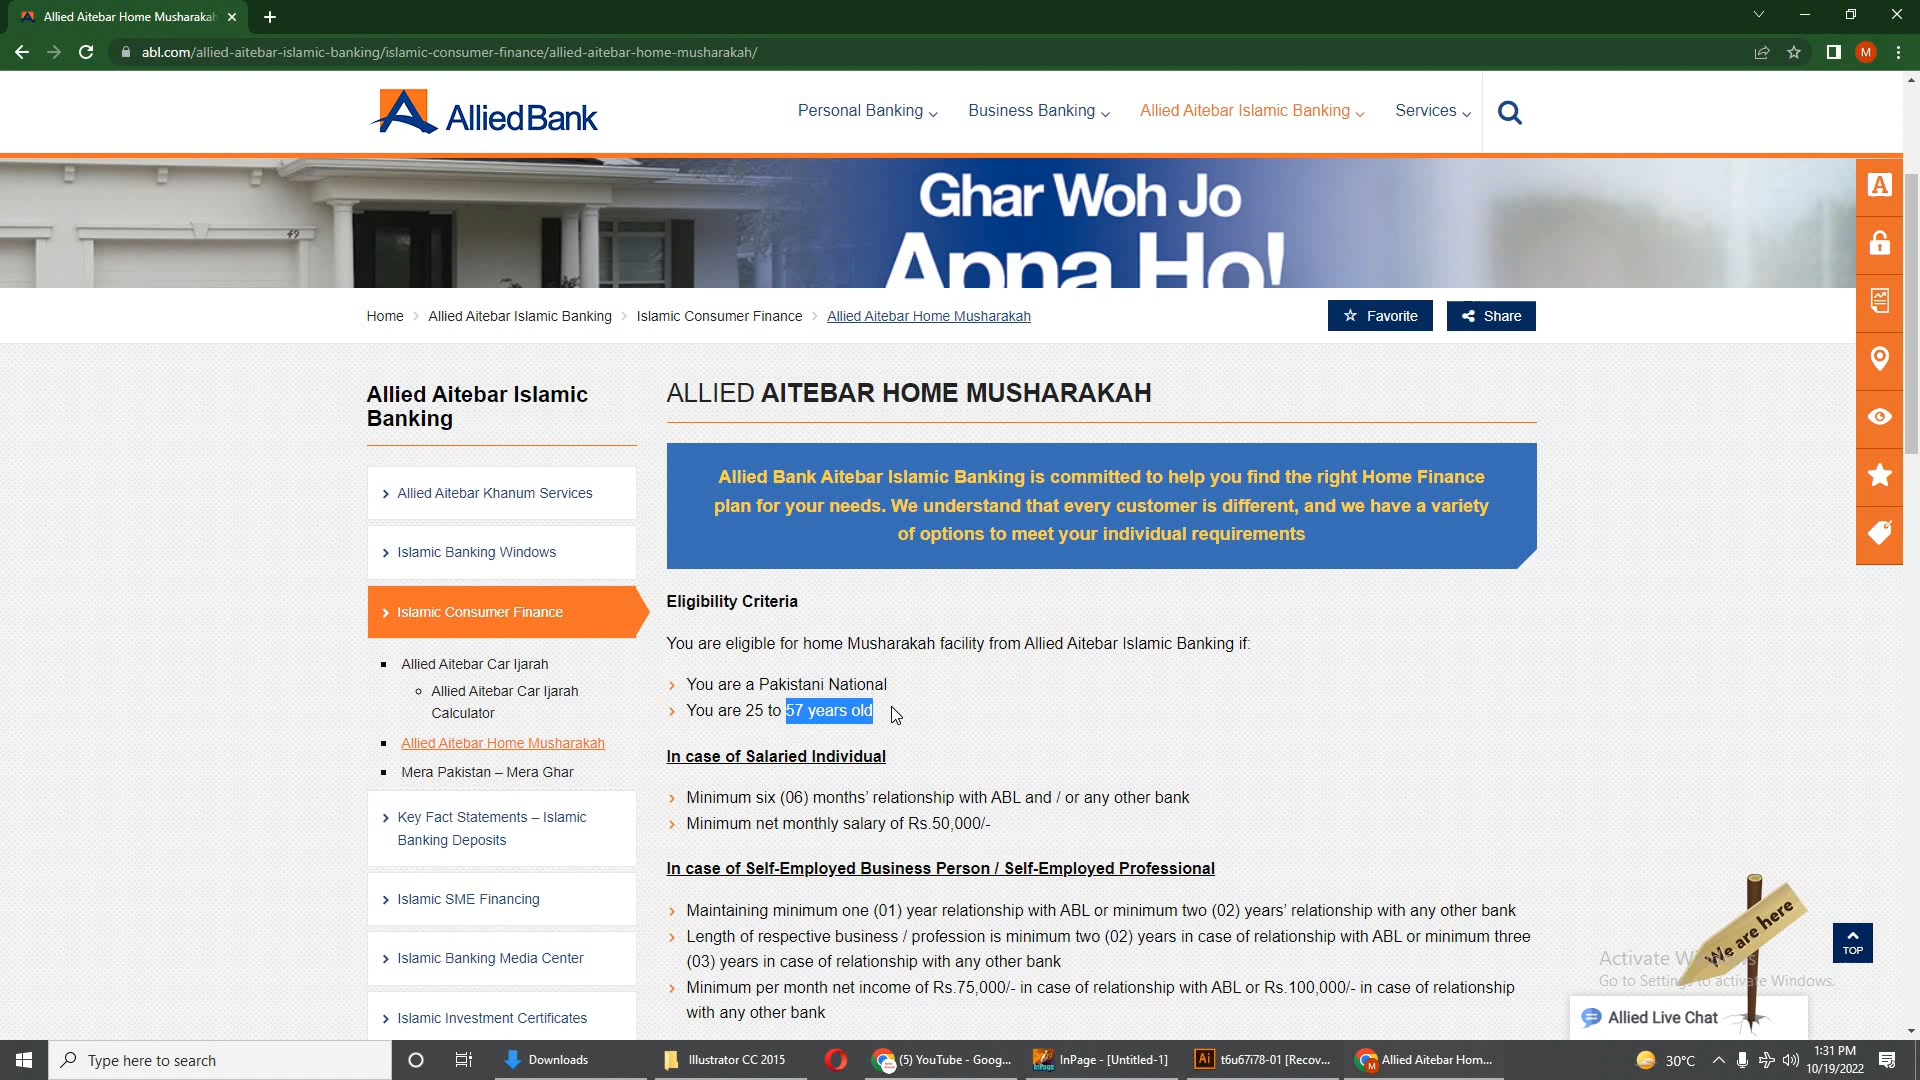 Allied Aitebar Home Musharakah
abl.com/allied-aitebar-islamic-banking/islamic-consumer-finance/allied-aitebar-home-musharakah/
M
Allied Bank
Personal Banking
Business Banking
Allied Aitebar Islamic Banking
Services
49
Ghar Woh Jo
Apna Ho!
A
Home
Allied Aitebar Islamic Banking
Islamic Consumer Finance
Allied Aitebar Home Musharakah
Favorite
Share
Allied Aitebar Islamic
Banking
Allied Aitebar Khanum Services
Islamic Banking Windows
Islamic Consumer Finance
Allied Aitebar Car Ijarah
Allied Aitebar Car Ijarah
Calculator
Allied Aitebar Home Musharakah
Mera Pakistan – Mera Ghar
Key Fact Statements – Islamic
Banking Deposits
Islamic SME Financing
Islamic Banking Media Center
Islamic Investment Certificates
ALLIED AITEBAR HOME MUSHARAKAH
Allied Bank Aitebar Islamic Banking is committed to help you find the right Home Finance
plan for your needs. We understand that every customer is different, and we have a variety
of options to meet your individual requirements
Eligibility Criteria
You are eligible for home Musharakah facility from Allied Aitebar Islamic Banking if:
You are a Pakistani National
You are 25 to 57 years old
In case of Salaried Individual
Minimum six (06) months' relationship with ABL and / or any other bank
Minimum net monthly salary of Rs.50,000/-
In case of Self-Employed Business Person / Self-Employed Professional
Maintaining minimum one (01) year relationship with ABL or minimum two (02) years' relationship with any other bank
Length of respective business / profession is minimum two (02) years in case of relationship with ABL or minimum three
(03) years in case of relationship with any other bank
Minimum per month net income of Rs.75,000/- in case of relationship with ABL or Rs.100,000/- in case of relationship
with any other bank
We are here
TOP
Activate Windows
Go to Settings to activate Windows.
Allied Live Chat
Type here to search
Downloads
Illustrator CC 2015
(5) YouTube - Goog...
InPage - [Untitled-1]
Ai
t6u67i78-01 [Recov...
Allied Aitebar Hom...
30°C
1:31 PM
10/19/2022